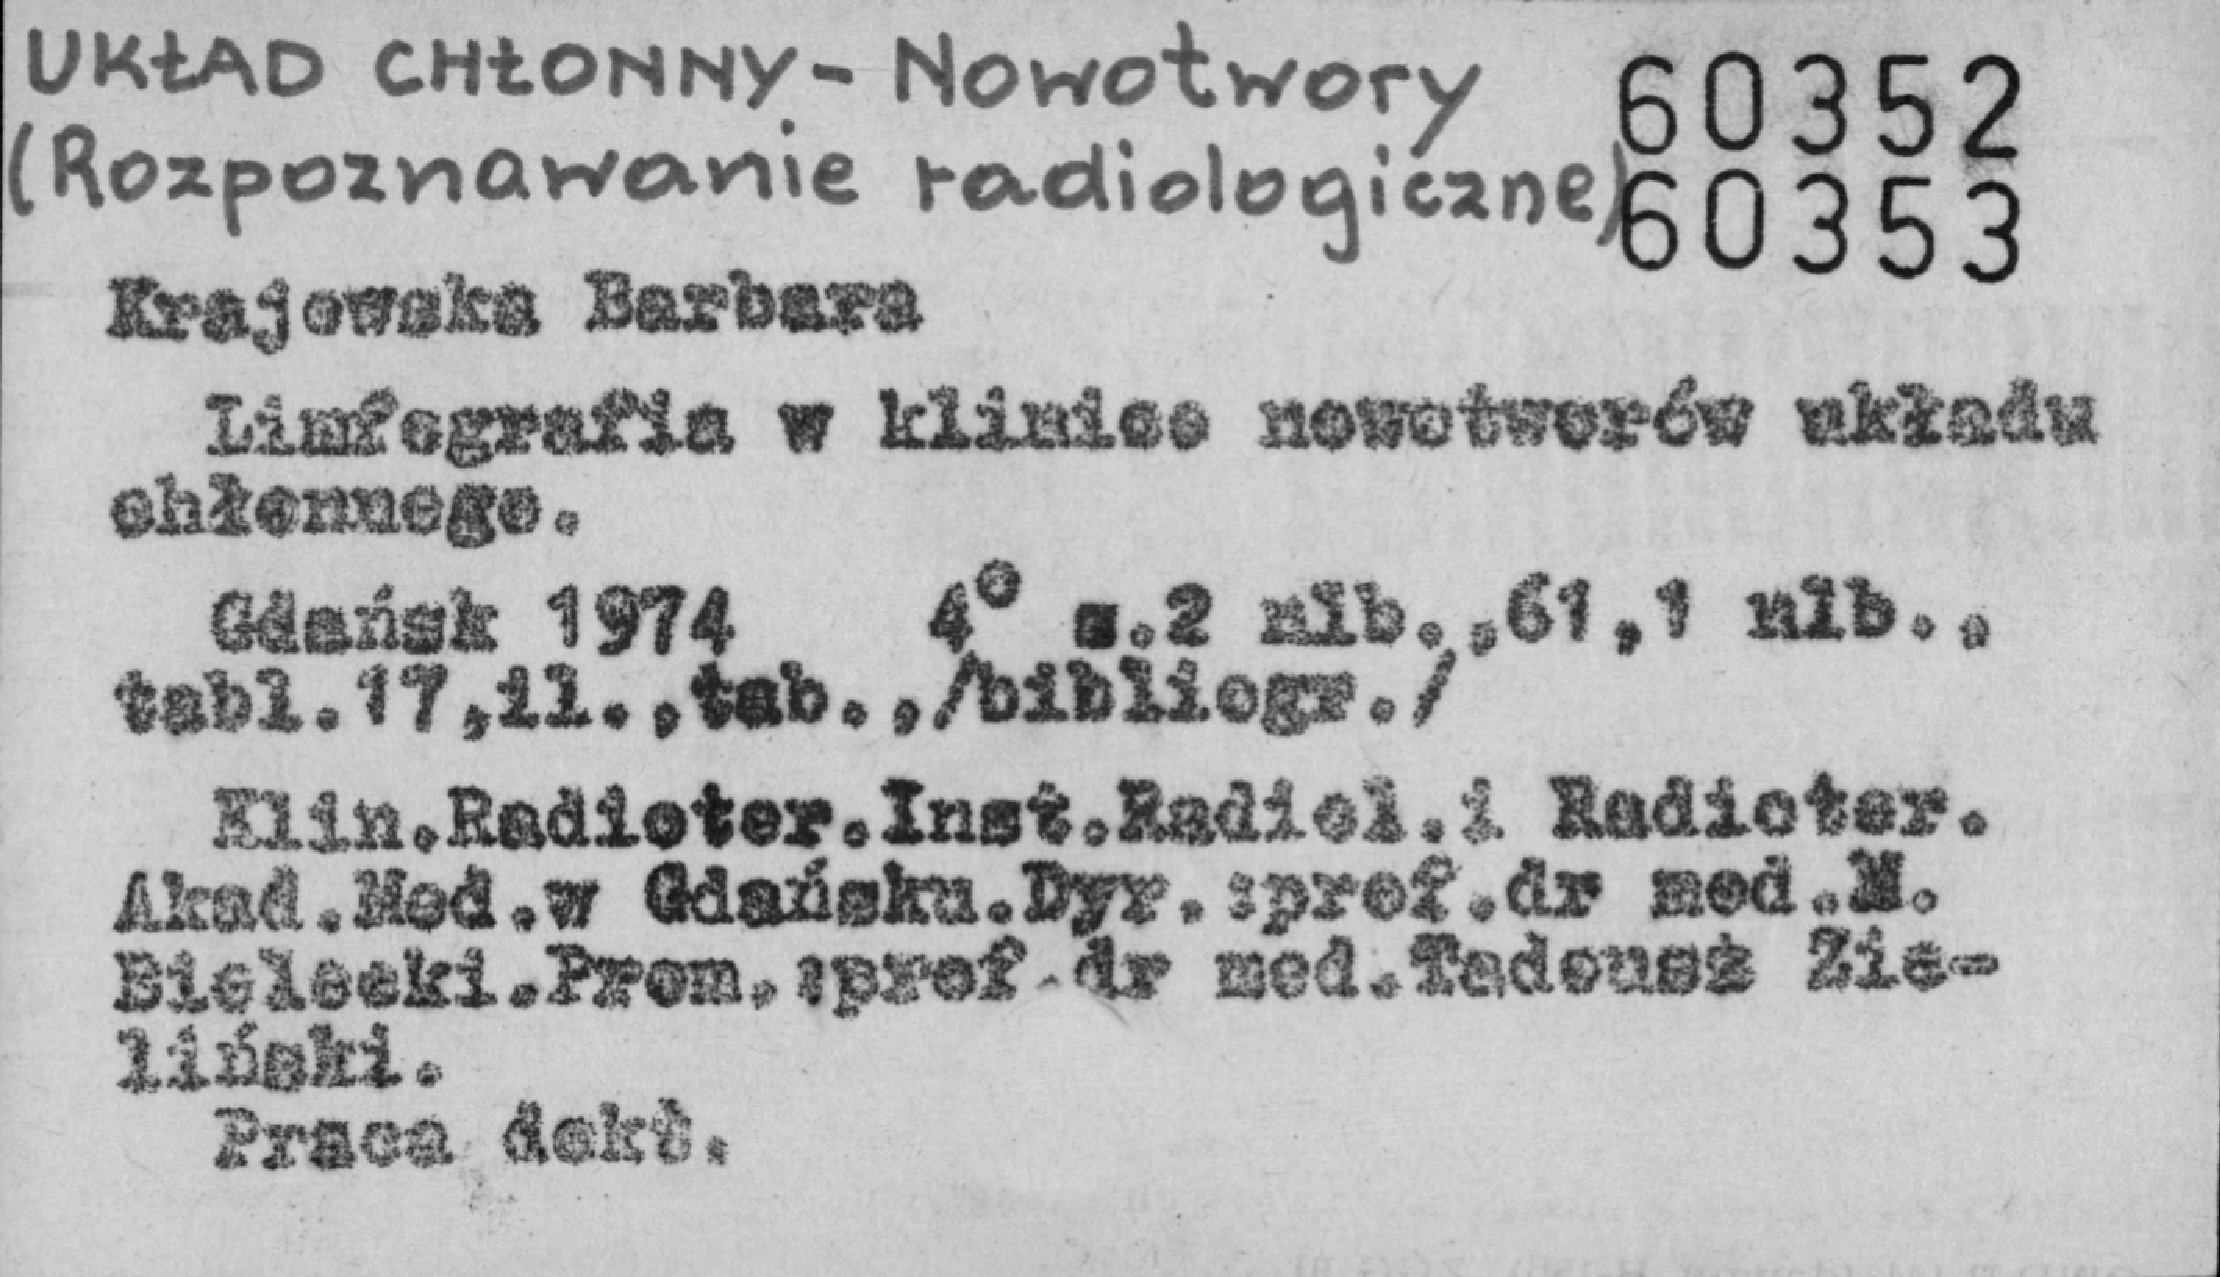 UKŁAD CHŁONNY - Nowotwory 60352
(Rozpoznawanie radiologiczne) 60353
Krajewska Barbara
Limfografia w klinice nowotworów układu
chłonnego.
Gdańsk 1974 4° s.2 nlb.,61,1 nlb.,
tabl.17,il.,tab.,/bibliogr./
Klin.Radioter.Inst.Radiol.i Radioter.
Akad.Med.w Gdańsku.Dyr.:prof.dr med.M.
Bielecki.Prom.:prof.dr med.Tadeusz Zie-
liński.
Praca dokt.